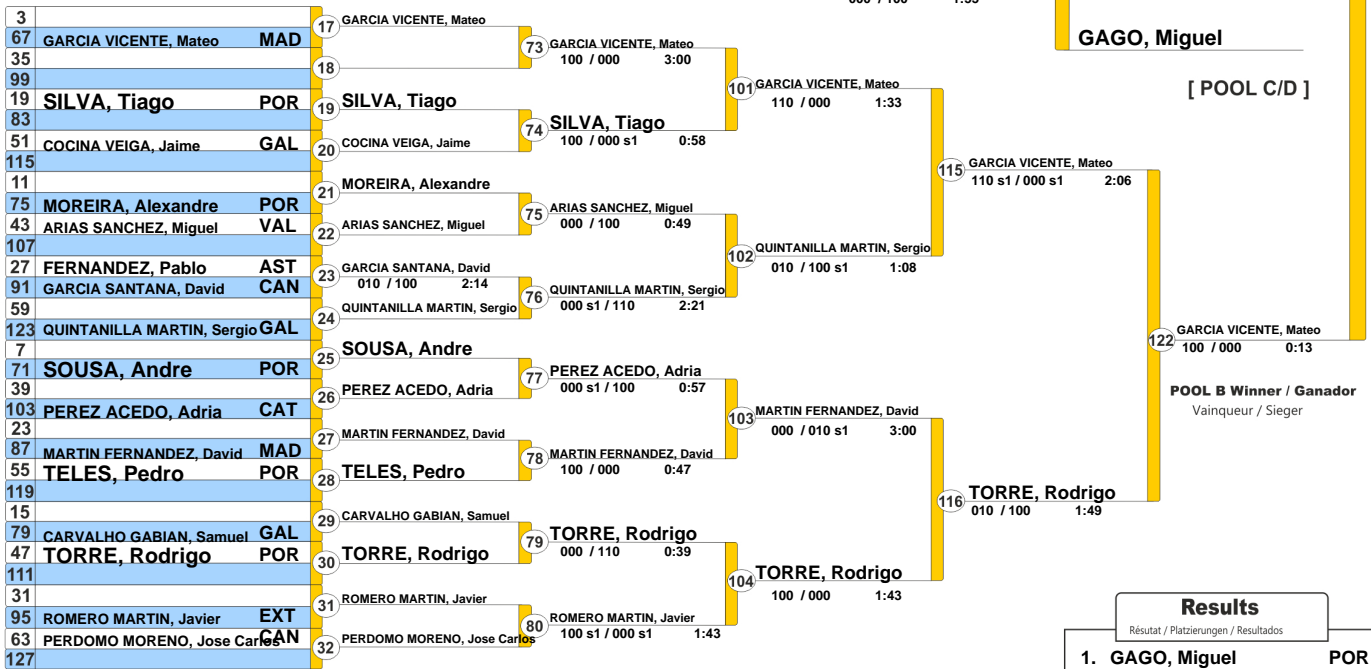 3
67 GARCIA VICENTE, Mateo MAD
35
99
19 SILVA, Tiago POR
83
51 COCINA VEIGA, Jaime GAL
115
11
75 MOREIRA, Alexandre POR
43 ARIAS SANCHEZ, Miguel VAL
107
27 FERNANDEZ, Pablo AST
91 GARCIA SANTANA, David CAN
59
123 QUINTANILLA MARTIN, Sergio GAL
7
71 SOUSA, Andre POR
39
103 PEREZ ACEDO, Adria CAT
23
87 MARTIN FERNANDEZ, David MAD
55 TELES, Pedro POR
119
15
79 CARVALHO GABIAN, Samuel GAL
47 TORRE, Rodrigo POR
111
31
95 ROMERO MARTIN, Javier EXT
63 PERDOMO MORENO, Jose Carlos CAN
127
17 GARCIA VICENTE, Mateo
18
19 SILVA, Tiago
20 COCINA VEIGA, Jaime
21 MOREIRA, Alexandre
22 ARIAS SANCHEZ, Miguel
23 GARCIA SANTANA, David
010 / 100 2:14
24 QUINTANILLA MARTIN, Sergio
25 SOUSA, Andre
26 PEREZ ACEDO, Adria
27 MARTIN FERNANDEZ, David
28 TELES, Pedro
29 CARVALHO GABIAN, Samuel
30 TORRE, Rodrigo
31 ROMERO MARTIN, Javier
32 PERDOMO MORENO, Jose Carlos
73 GARCIA VICENTE, Mateo
100 / 000 3:00
74 SILVA, Tiago
100 / 000 s1 0:58
75 ARIAS SANCHEZ, Miguel
000 / 100 0:49
76 QUINTANILLA MARTIN, Sergio
000 s1 / 110 2:21
77 PEREZ ACEDO, Adria
000 s1 / 100 0:57
78 MARTIN FERNANDEZ, David
100 / 000 0:47
79 TORRE, Rodrigo
000 / 110 0:39
80 ROMERO MARTIN, Javier
100 s1 / 000 s1 1:43
101 GARCIA VICENTE, Mateo
110 / 000 1:33
102 QUINTANILLA MARTIN, Sergio
010 / 100 s1 1:08
103 MARTIN FERNANDEZ, David
000 / 010 s1 3:00
104 TORRE, Rodrigo
100 / 000 1:43
115 GARCIA VICENTE, Mateo
110 s1 / 000 s1 2:06
116 TORRE, Rodrigo
010 / 100 1:49
GAGO, Miguel
[ POOL C/D ]
122 GARCIA VICENTE, Mateo
100 / 000 0:13
POOL B Winner / Ganador
Vainqueur / Sieger
Results
Résutat / Platzierungen / Resultados
1. GAGO, Miguel POR